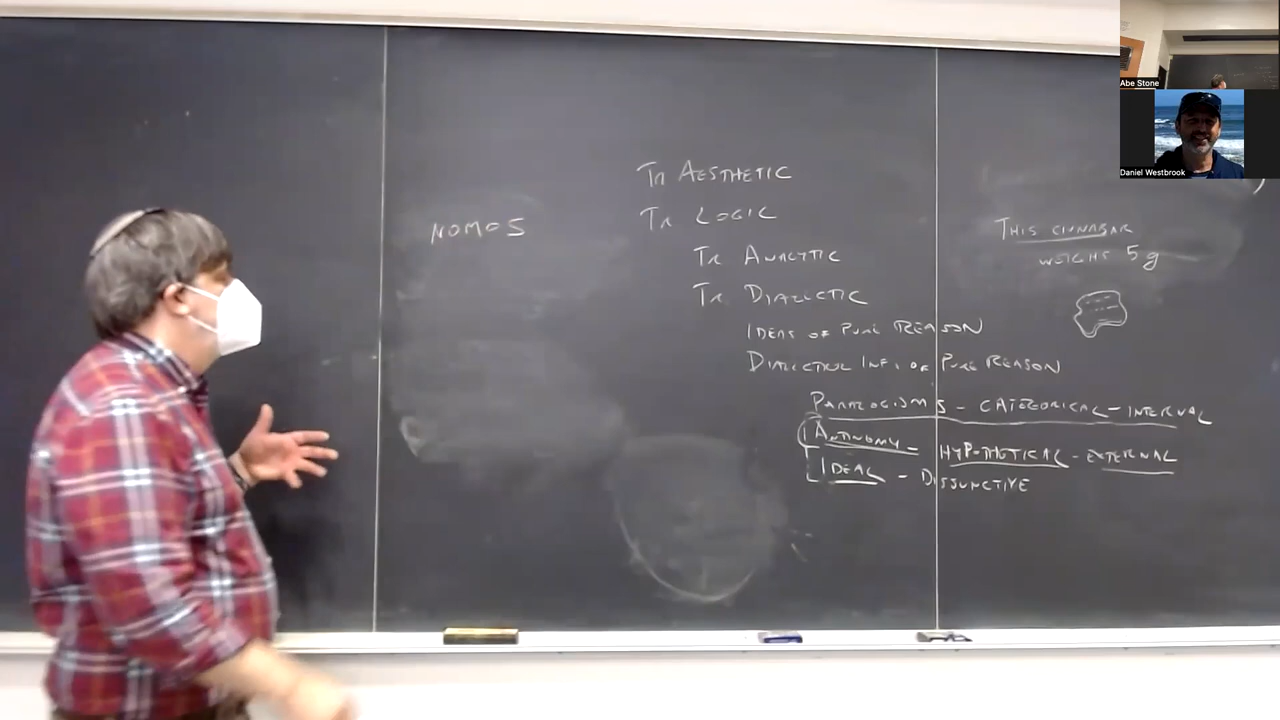 Abe Stone
Daniel Westbrook
NOMOS
Tr AESTHETIC
Tr LOGIC
Tr ANALYTIC
Tr DIALECTIC
IDEAS OF PURE REASON
DIALECTICAL INF. OF PURE REASON
PARALOGISMS - CATEGORICAL - INTERNAL
ANTINOMY - HYPOTHETICAL - EXTERNAL
IDEAL - DISJUNCTIVE
THIS CINNABAR
WEIGHS 5g